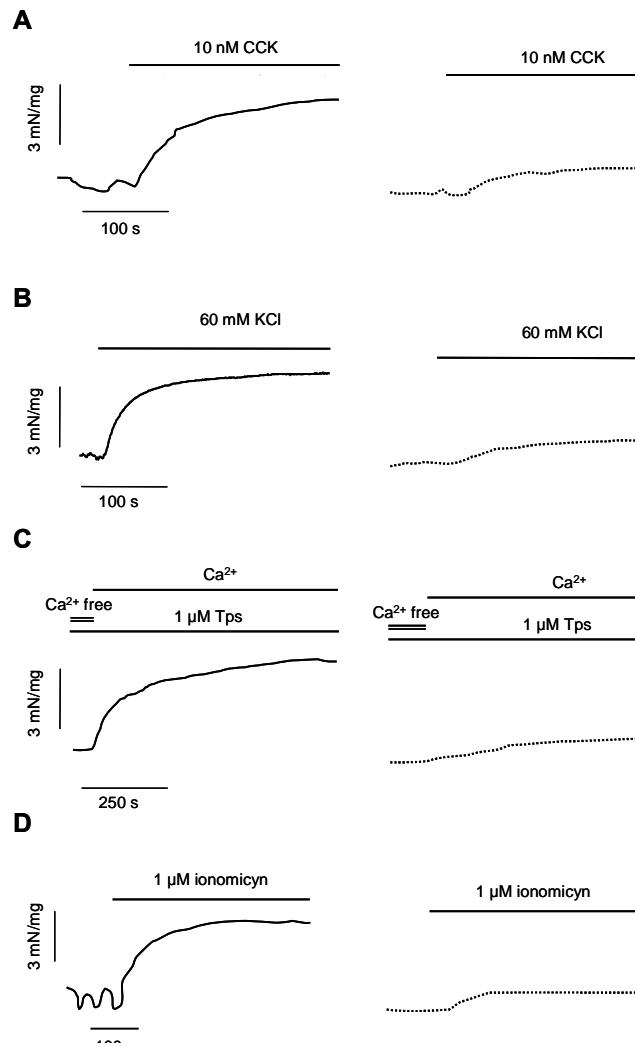 A
10 nM CCK
10 nM CCK
3 mN/mg
100 s
B
60 mM KCl
60 mM KCl
3 mN/mg
100 s
C
Ca²⁺
Ca²⁺
Ca²⁺ free
1 µM Tps
Ca²⁺ free
1 µM Tps
3 mN/mg
250 s
D
1 µM ionomicyn
1 µM ionomicyn
3 mN/mg